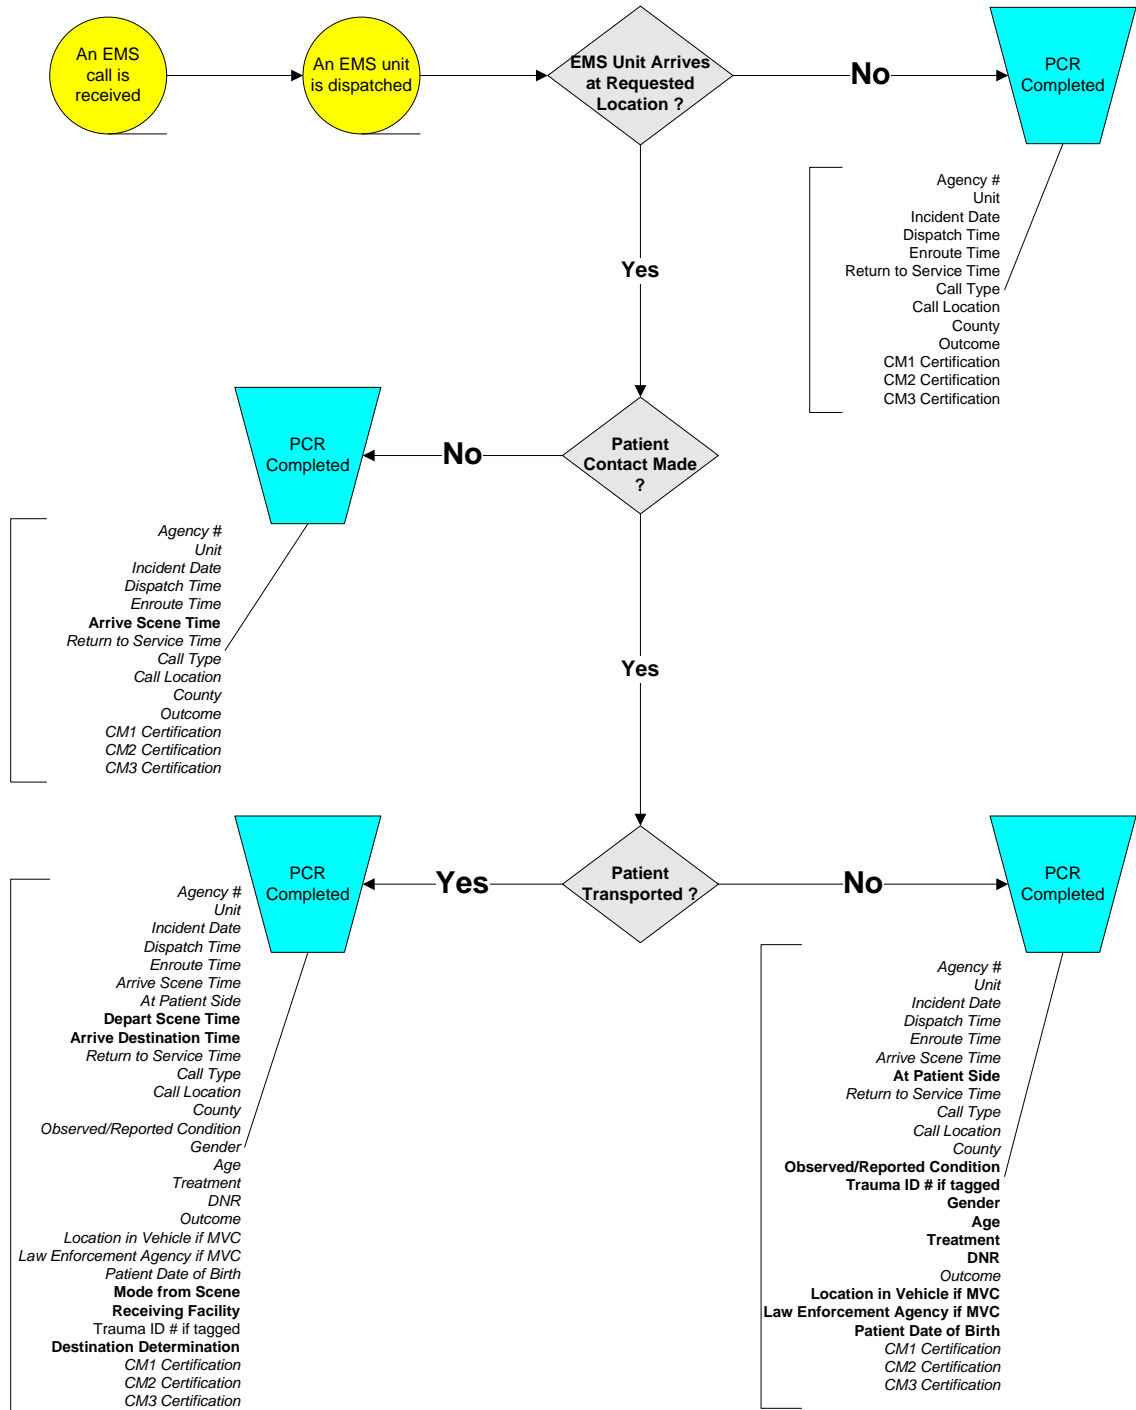 An EMS
call is
received
An EMS unit
is dispatched
EMS Unit Arrives
at Requested
Location ?
No
PCR
Completed
Agency #
Unit
Incident Date
Dispatch Time
Enroute Time
Return to Service Time
Call Type
Call Location
County
Outcome
CM1 Certification
CM2 Certification
CM3 Certification
Yes
Patient
Contact Made
?
No
PCR
Completed
Agency #
Unit
Incident Date
Dispatch Time
Enroute Time
Arrive Scene Time
Return to Service Time
Call Type
Call Location
County
Outcome
CM1 Certification
CM2 Certification
CM3 Certification
Yes
Patient
Transported ?
Yes
PCR
Completed
Agency #
Unit
Incident Date
Dispatch Time
Enroute Time
Arrive Scene Time
At Patient Side
Depart Scene Time
Arrive Destination Time
Return to Service Time
Call Type
Call Location
County
Observed/Reported Condition
Gender
Age
Treatment
DNR
Outcome
Location in Vehicle if MVC
Law Enforcement Agency if MVC
Patient Date of Birth
Mode from Scene
Receiving Facility
Trauma ID # if tagged
Destination Determination
CM1 Certification
CM2 Certification
CM3 Certification
No
PCR
Completed
Agency #
Unit
Incident Date
Dispatch Time
Enroute Time
Arrive Scene Time
At Patient Side
Return to Service Time
Call Type
Call Location
County
Observed/Reported Condition
Trauma ID # if tagged
Gender
Age
Treatment
DNR
Outcome
Location in Vehicle if MVC
Law Enforcement Agency if MVC
Patient Date of Birth
CM1 Certification
CM2 Certification
CM3 Certification